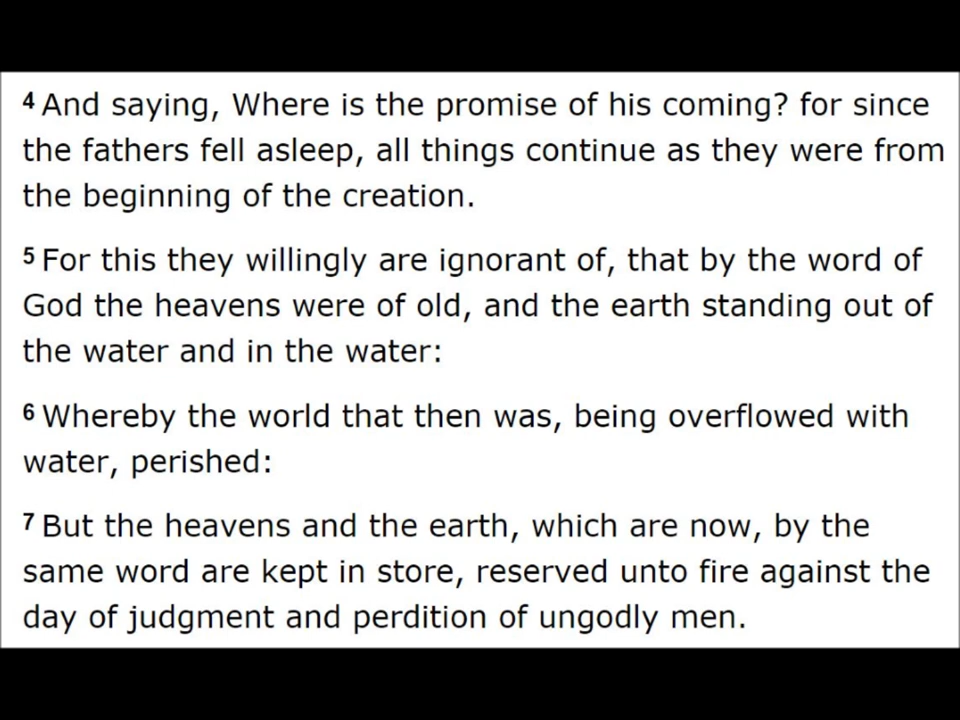 4 And saying, Where is the promise of his coming? for since
the fathers fell asleep, all things continue as they were from
the beginning of the creation.
5 For this they willingly are ignorant of, that by the word of
God the heavens were of old, and the earth standing out of
the water and in the water:
6 Whereby the world that then was, being overflowed with
water, perished:
7 But the heavens and the earth, which are now, by the
same word are kept in store, reserved unto fire against the
day of judgment and perdition of ungodly men.